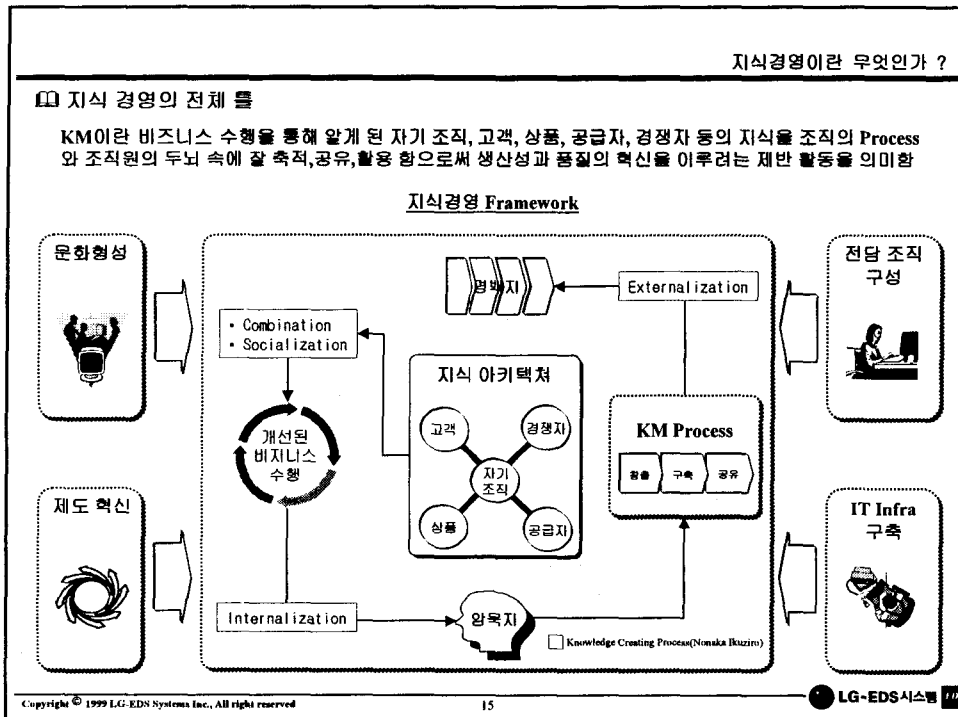 지식경영이란 무엇인가 ?
지식 경영의 전체 틀
KM이란 비즈니스 수행을 통해 알게 된 자기 조직, 고객, 상품, 공급자, 경쟁자 등의 지식을 조직의 Process
와 조직원의 두뇌 속에 잘 축적,공유,활용 함으로써 생산성과 품질의 혁신을 이루려는 제반 활동을 의미함
지식경영 Framework
문화형성
제도 혁신
명백지
Externalization
• Combination
• Socialization
개선된
비지니스
수행
지식 아키텍쳐
고객
경쟁자
자기
조직
상품
공급자
KM Process
창출
구축
공유
Internalization
암묵지
Knowledge Creating Process(Nonaka Ikuziro)
전담 조직
구성
IT Infra
구축
Copyright © 1999 LG-EDS Systems Inc., All right reserved
15
LG-EDS시스템